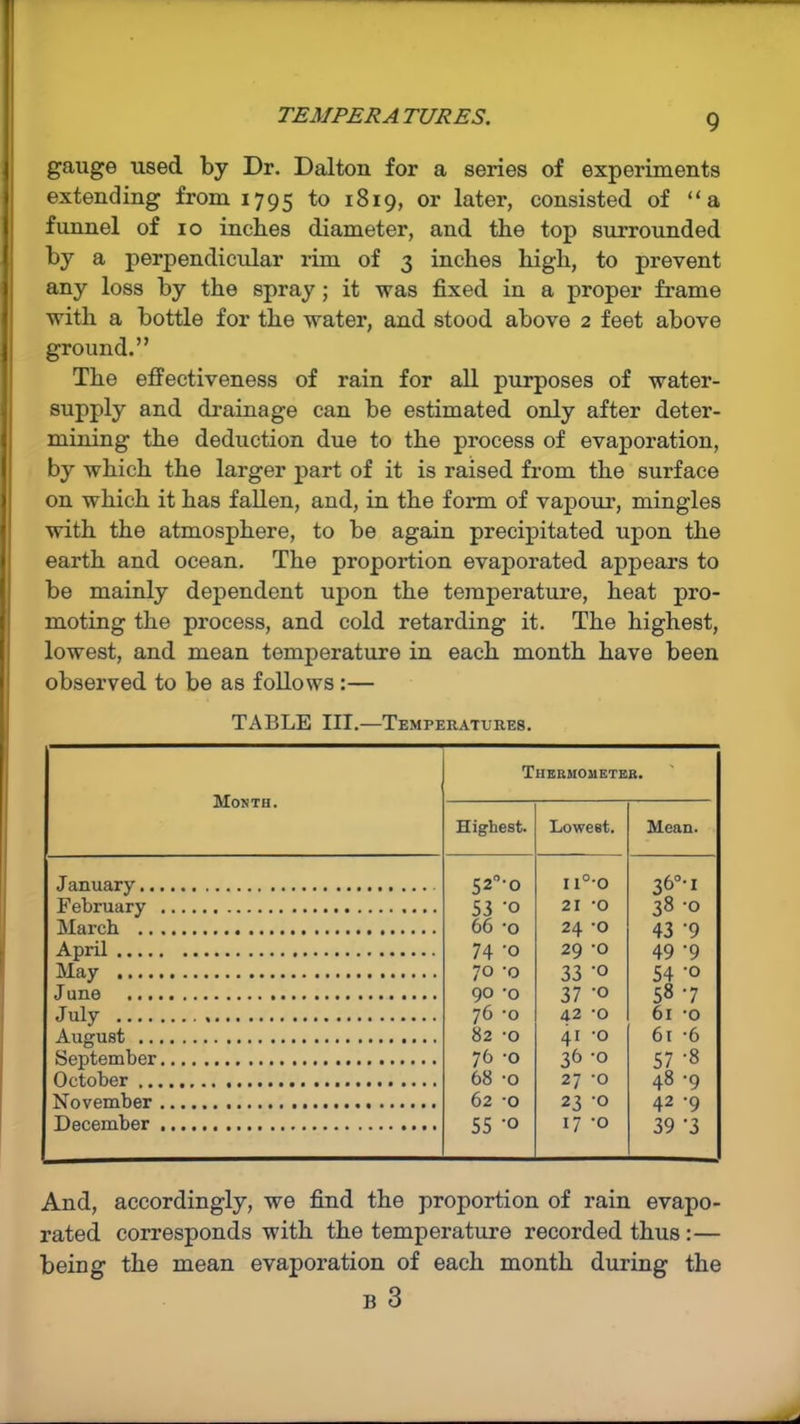 TEMPERATURES.
9
gauge used by Dr. Dalton for a series of experiments
extending from 1795 to 1819, or later, consisted of “a
funnel of 10 inches diameter, and the top surrounded
by a perpendicular rim of 3 inches high, to prevent
any loss by the spray; it was fixed in a proper frame
with a bottle for the water, and stood above 2 feet above
ground.”
The effectiveness of rain for all purposes of water-
supply and drainage can be estimated only after deter-
mining the deduction due to the process of evaporation,
by which the larger part of it is raised from the surface
on which it has fallen, and, in the form of vapour, mingles
with the atmosphere, to be again precipitated upon the
earth and ocean. The proportion evaporated appears to
be mainly dependent upon the temperature, heat pro-
moting the process, and cold retarding it. The highest,
lowest, and mean temperature in each month have been
observed to be as follows:—
TABLE III.—Temperatures.
Month. Thermometer.
Highest. Lowest. Mean.
January 52°·0 11°·0 36°·1
February 53 ·0 21 ·0 38 ·0
March 66 ·0 24 ·0 43 ·9
April 74 ·0 29 ·0 49 ·9
May 70 ·0 33 ·0 54 ·0
June 90 ·0 37 ·0 58 ·7
July 76 ·0 42 ·0 61 ·0
August 82 ·0 41 ·0 61 ·6
September 76 ·0 36 ·0 57 ·8
October 68 ·0 27 ·0 48 ·9
November 62 ·0 23 ·0 42 ·9
December 55 ·0 17 ·0 39 ·3
And, accordingly, we find the proportion of rain evapo-
rated corresponds with the temperature recorded thus:—
being the mean evaporation of each month during the
B 3